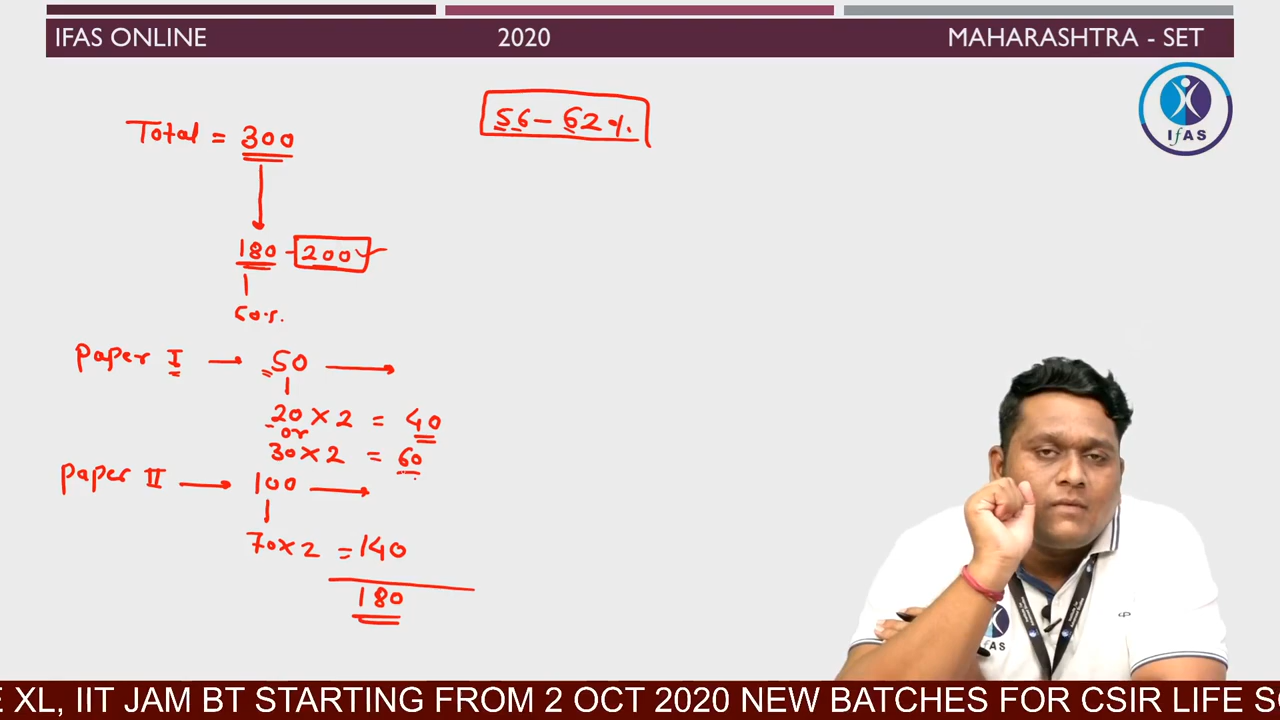 IFAS ONLINE 2020 MAHARASHTRA - SET
IfAS
56 - 62 %.
Total = 300
180 - 200
60%.
Paper I → 50 →
20 × 2 = 40
or
30 × 2 = 60
Paper II → 100 →
70 × 2 = 140
180
E XL, IIT JAM BT STARTING FROM 2 OCT 2020 NEW BATCHES FOR CSIR LIFE S